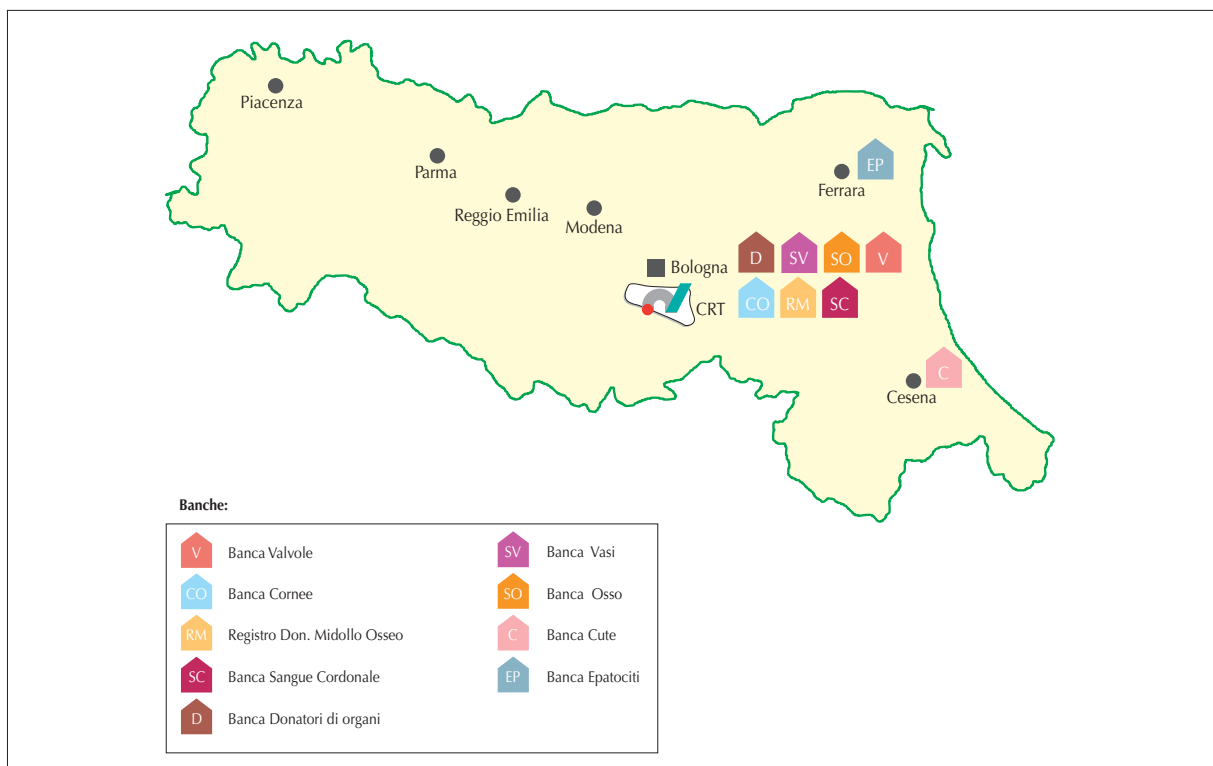 Piacenza
Parma
Reggio Emilia
Modena
EP
Ferrara
Bologna
D SV SO V
CRT
CO RM SC
C
Cesena
Banche:
V Banca Valvole
CO Banca Cornee
RM Registro Don. Midollo Osseo
SC Banca Sangue Cordonale
D Banca Donatori di organi
SV Banca Vasi
SO Banca Osso
C Banca Cute
EP Banca Epatociti